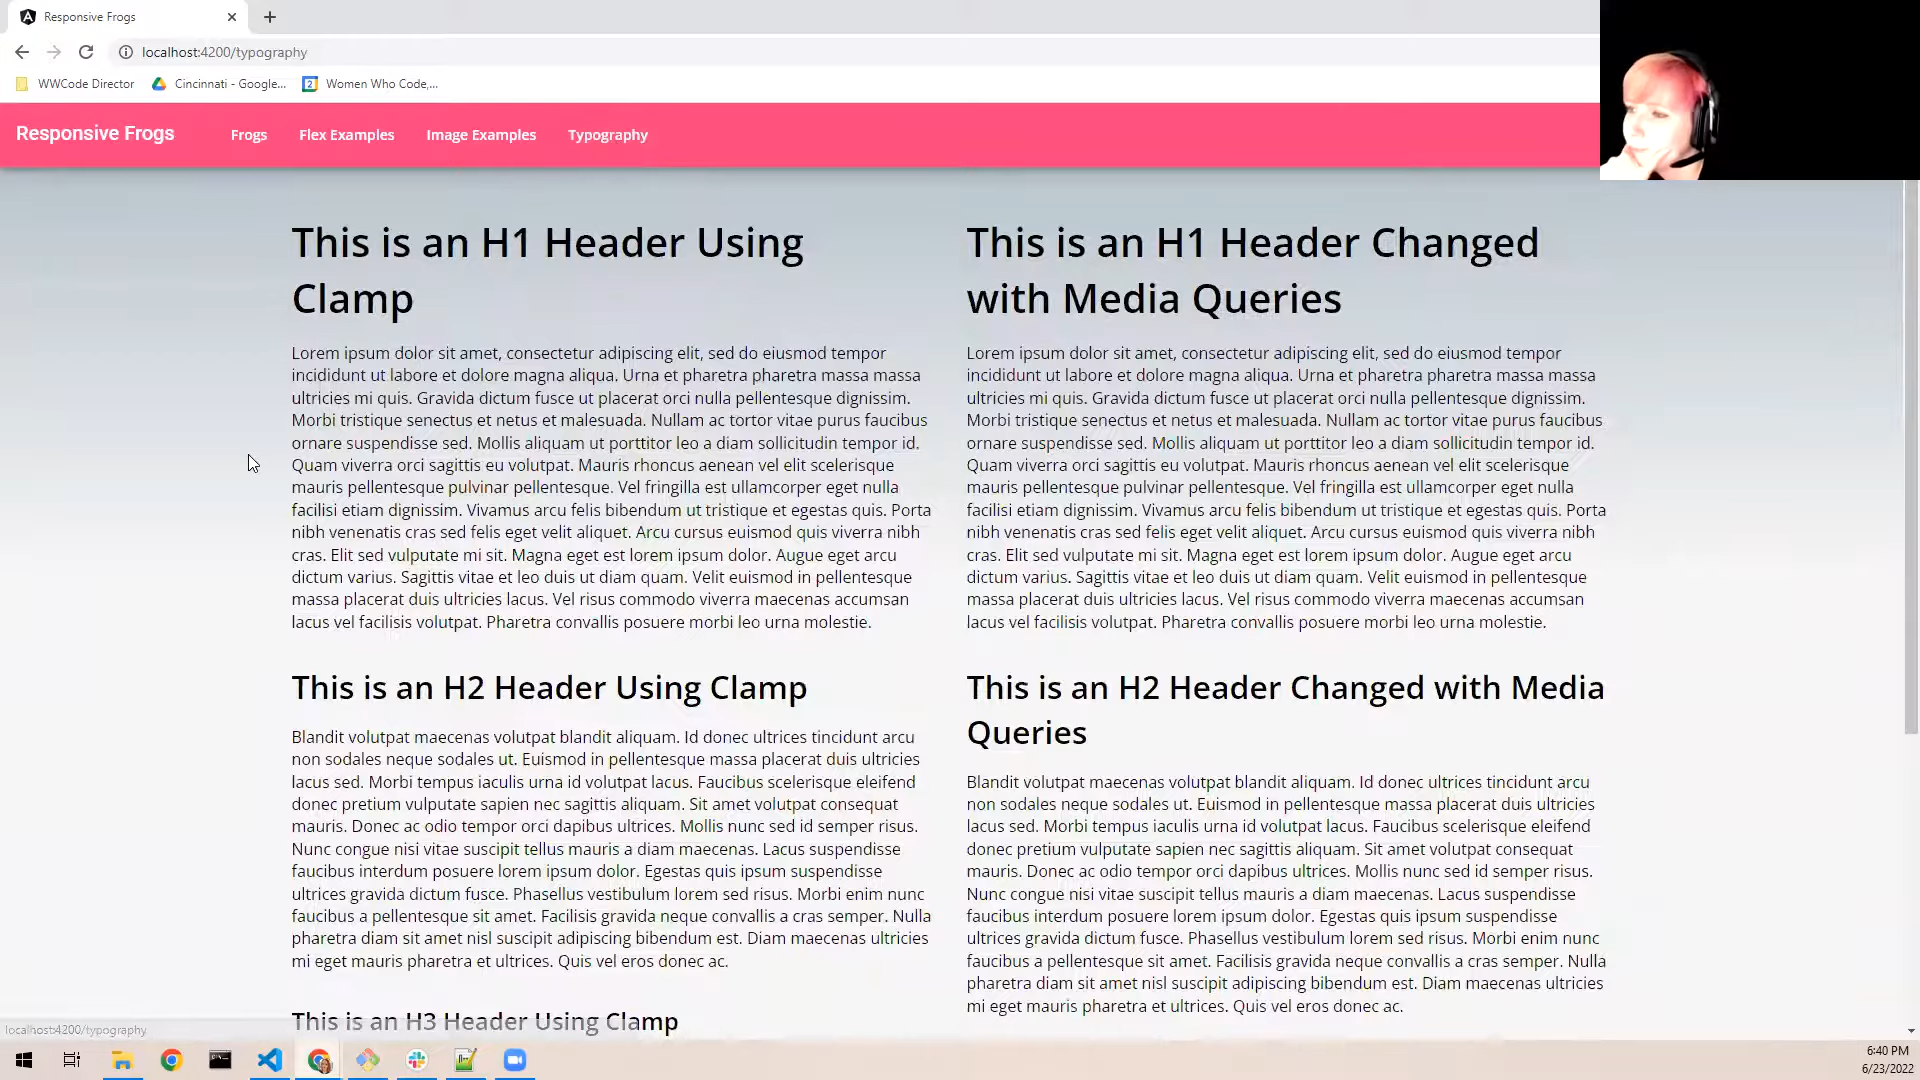 Responsive Frogs
localhost:4200/typography
WWCode Director
Cincinnati - Google...
2
Women Who Code,...
Responsive Frogs
Frogs
Flex Examples
Image Examples
Typography
This is an H1 Header Using
Clamp
Lorem ipsum dolor sit amet, consectetur adipiscing elit, sed do eiusmod tempor
incididunt ut labore et dolore magna aliqua. Urna et pharetra pharetra massa massa
ultricies mi quis. Gravida dictum fusce ut placerat orci nulla pellentesque dignissim.
Morbi tristique senectus et netus et malesuada. Nullam ac tortor vitae purus faucibus
ornare suspendisse sed. Mollis aliquam ut porttitor leo a diam sollicitudin tempor id.
Quam viverra orci sagittis eu volutpat. Mauris rhoncus aenean vel elit scelerisque
mauris pellentesque pulvinar pellentesque. Vel fringilla est ullamcorper eget nulla
facilisi etiam dignissim. Vivamus arcu felis bibendum ut tristique et egestas quis. Porta
nibh venenatis cras sed felis eget velit aliquet. Arcu cursus euismod quis viverra nibh
cras. Elit sed vulputate mi sit. Magna eget est lorem ipsum dolor. Augue eget arcu
dictum varius. Sagittis vitae et leo duis ut diam quam. Velit euismod in pellentesque
massa placerat duis ultricies lacus. Vel risus commodo viverra maecenas accumsan
lacus vel facilisis volutpat. Pharetra convallis posuere morbi leo urna molestie.
This is an H2 Header Using Clamp
Blandit volutpat maecenas volutpat blandit aliquam. Id donec ultrices tincidunt arcu
non sodales neque sodales ut. Euismod in pellentesque massa placerat duis ultricies
lacus sed. Morbi tempus iaculis urna id volutpat lacus. Faucibus scelerisque eleifend
donec pretium vulputate sapien nec sagittis aliquam. Sit amet volutpat consequat
mauris. Donec ac odio tempor orci dapibus ultrices. Mollis nunc sed id semper risus.
Nunc congue nisi vitae suscipit tellus mauris a diam maecenas. Lacus suspendisse
faucibus interdum posuere lorem ipsum dolor. Egestas quis ipsum suspendisse
ultrices gravida dictum fusce. Phasellus vestibulum lorem sed risus. Morbi enim nunc
faucibus a pellentesque sit amet. Facilisis gravida neque convallis a cras semper. Nulla
pharetra diam sit amet nisl suscipit adipiscing bibendum est. Diam maecenas ultricies
mi eget mauris pharetra et ultrices. Quis vel eros donec ac.
This is an H3 Header Using Clamp
This is an H1 Header Changed
with Media Queries
Lorem ipsum dolor sit amet, consectetur adipiscing elit, sed do eiusmod tempor
incididunt ut labore et dolore magna aliqua. Urna et pharetra pharetra massa massa
ultricies mi quis. Gravida dictum fusce ut placerat orci nulla pellentesque dignissim.
Morbi tristique senectus et netus et malesuada. Nullam ac tortor vitae purus faucibus
ornare suspendisse sed. Mollis aliquam ut porttitor leo a diam sollicitudin tempor id.
Quam viverra orci sagittis eu volutpat. Mauris rhoncus aenean vel elit scelerisque
mauris pellentesque pulvinar pellentesque. Vel fringilla est ullamcorper eget nulla
facilisi etiam dignissim. Vivamus arcu felis bibendum ut tristique et egestas quis. Porta
nibh venenatis cras sed felis eget velit aliquet. Arcu cursus euismod quis viverra nibh
cras. Elit sed vulputate mi sit. Magna eget est lorem ipsum dolor. Augue eget arcu
dictum varius. Sagittis vitae et leo duis ut diam quam. Velit euismod in pellentesque
massa placerat duis ultricies lacus. Vel risus commodo viverra maecenas accumsan
lacus vel facilisis volutpat. Pharetra convallis posuere morbi leo urna molestie.
This is an H2 Header Changed with Media
Queries
Blandit volutpat maecenas volutpat blandit aliquam. Id donec ultrices tincidunt arcu
non sodales neque sodales ut. Euismod in pellentesque massa placerat duis ultricies
lacus sed. Morbi tempus iaculis urna id volutpat lacus. Faucibus scelerisque eleifend
donec pretium vulputate sapien nec sagittis aliquam. Sit amet volutpat consequat
mauris. Donec ac odio tempor orci dapibus ultrices. Mollis nunc sed id semper risus.
Nunc congue nisi vitae suscipit tellus mauris a diam maecenas. Lacus suspendisse
faucibus interdum posuere lorem ipsum dolor. Egestas quis ipsum suspendisse
ultrices gravida dictum fusce. Phasellus vestibulum lorem sed risus. Morbi enim nunc
faucibus a pellentesque sit amet. Facilisis gravida neque convallis a cras semper. Nulla
pharetra diam sit amet nisl suscipit adipiscing bibendum est. Diam maecenas ultricies
mi eget mauris pharetra et ultrices. Quis vel eros donec ac.
localhost:4200/typography
6:40 PM
6/23/2022